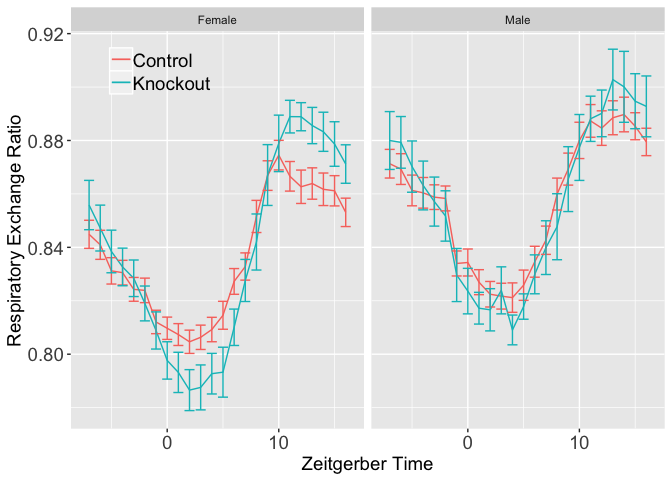 Female
Male
Control
Knockout
Respiratory Exchange Ratio
0.92
0.88
0.84
0.80
0
10
0
10
Zeitgerber Time